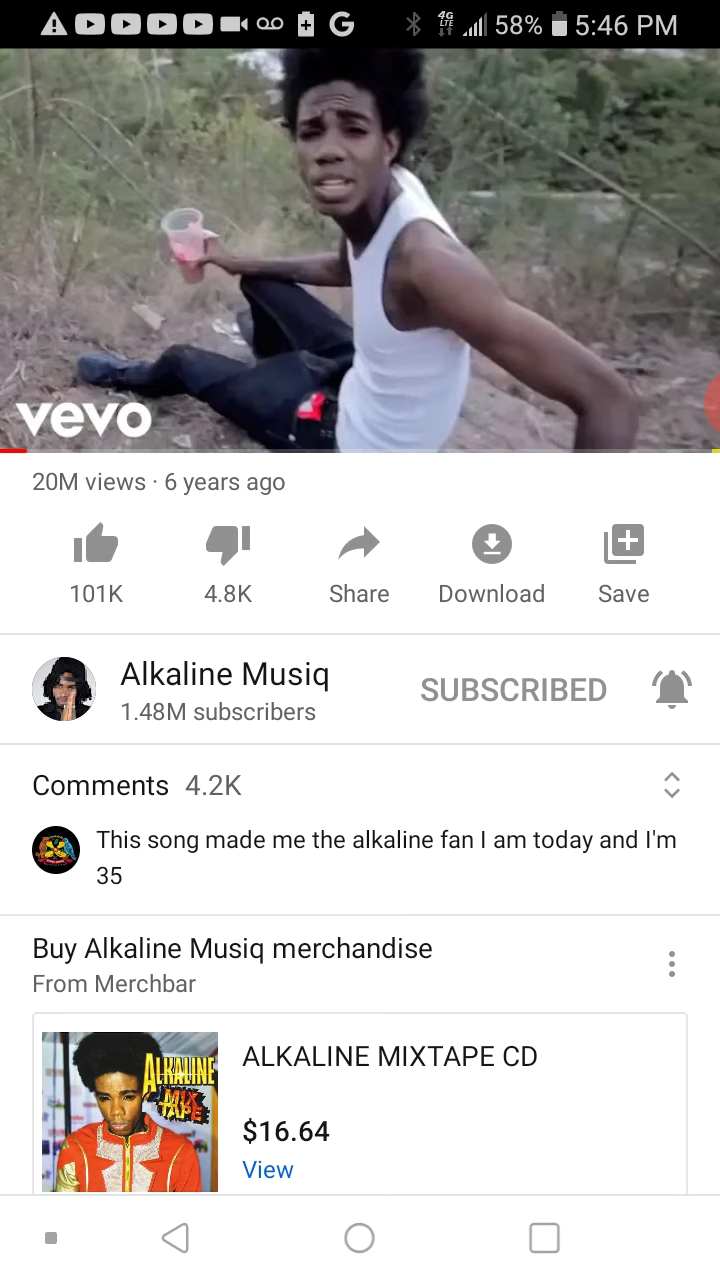 4G
LTE
58%
5:46 PM
vevo
20M views · 6 years ago
101K
4.8K
Share
Download
Save
Alkaline Musiq
SUBSCRIBED
1.48M subscribers
Comments 4.2K
This song made me the alkaline fan I am today and I'm
35
Buy Alkaline Musiq merchandise
From Merchbar
ALKALINE
MIX
TAPE
ALKALINE MIXTAPE CD
$16.64
View